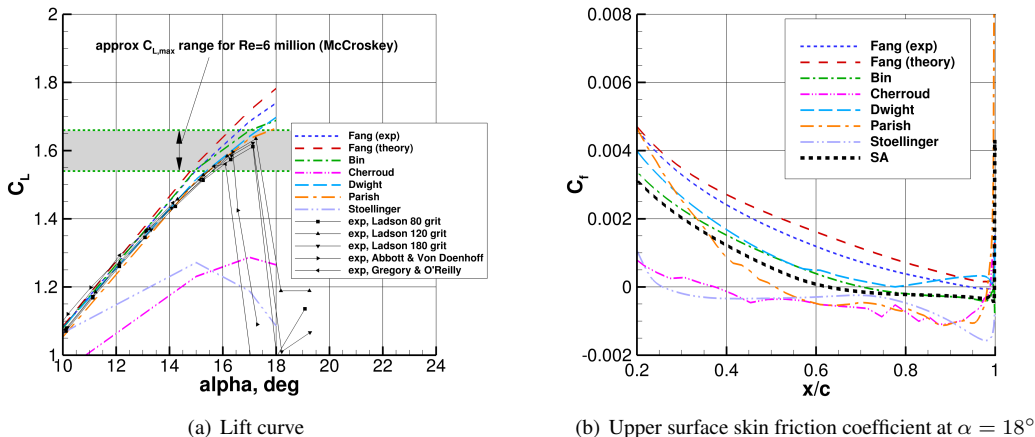 2
approx C_L,max range for Re=6 million (McCroskey)
1.8
1.6
C_L
1.4
1.2
1
Fang (exp)
Fang (theory)
Bin
Cherroud
Dwight
Parish
Stoellinger
exp, Ladson 80 grit
exp, Ladson 120 grit
exp, Ladson 180 grit
exp, Abbott & Von Doenhoff
exp, Gregory & O'Reilly
10 12 14 16 18 20 22 24
alpha, deg
(a) Lift curve
0.008
0.006
0.004
C_f
0.002
0
-0.002
Fang (exp)
Fang (theory)
Bin
Cherroud
Dwight
Parish
Stoellinger
SA
0.2 0.4 0.6 0.8 1
x/c
(b) Upper surface skin friction coefficient at α = 18°